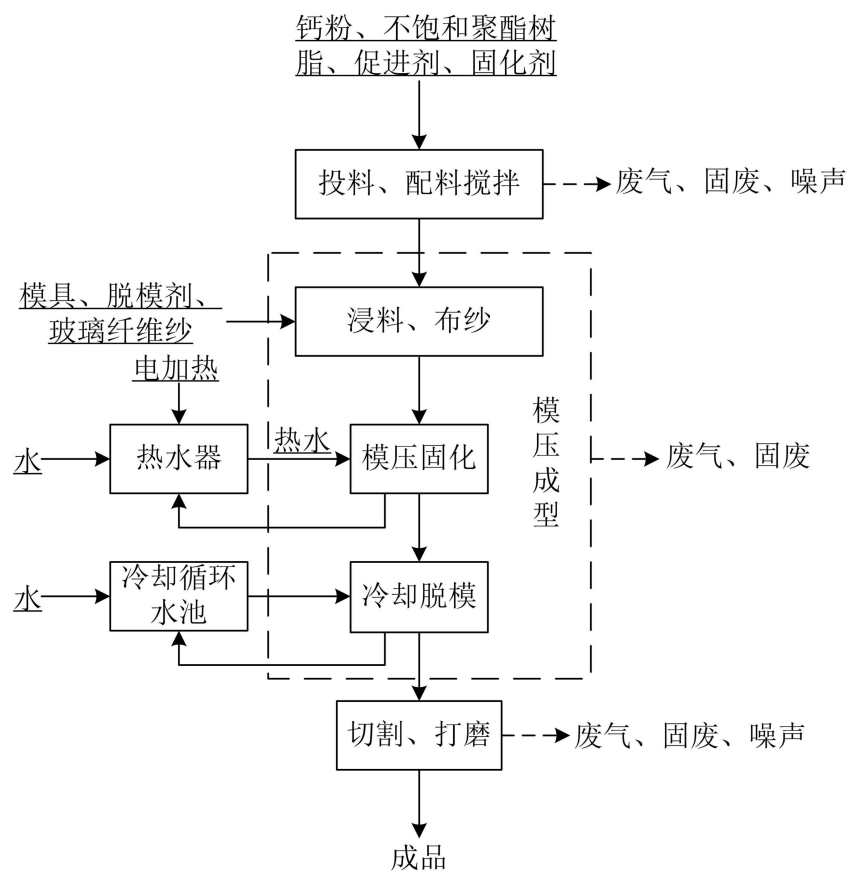 钙粉、不饱和聚酯树
脂、促进剂、固化剂
投料、配料搅拌
废气、固废、噪声
模具、脱模剂、
玻璃纤维纱
浸料、布纱
电加热
水
热水器
热水
模压固化
模压成型
废气、固废
水
冷却循环
水池
冷却脱模
切割、打磨
废气、固废、噪声
成品